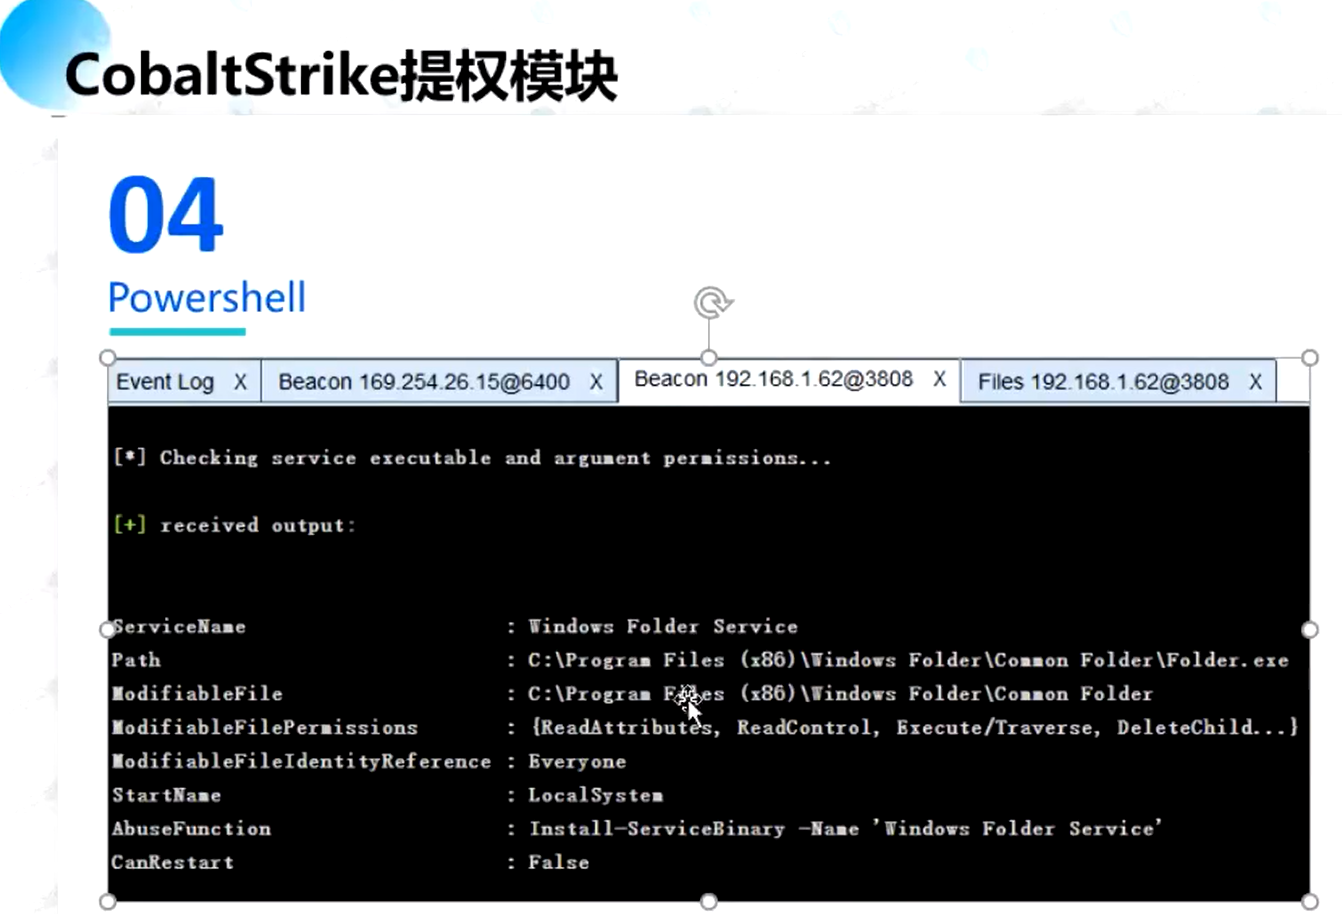 CobaltStrike提权模块
04
Powershell
Event Log X Beacon 169.254.26.15@6400 X Beacon 192.168.1.62@3808 X Files 192.168.1.62@3808 X
[*] Checking service executable and argument permissions...
[+] received output:
ServiceName : Windows Folder Service
Path : C:\Program Files (x86)\Windows Folder\Common Folder\Folder.exe
ModifiableFile : C:\Program Files (x86)\Windows Folder\Common Folder
ModifiableFilePermissions : {ReadAttributes, ReadControl, Execute/Traverse, DeleteChild...}
ModifiableFileIdentityReference : Everyone
StartName : LocalSystem
AbuseFunction : Install-ServiceBinary -Name 'Windows Folder Service'
CanRestart : False